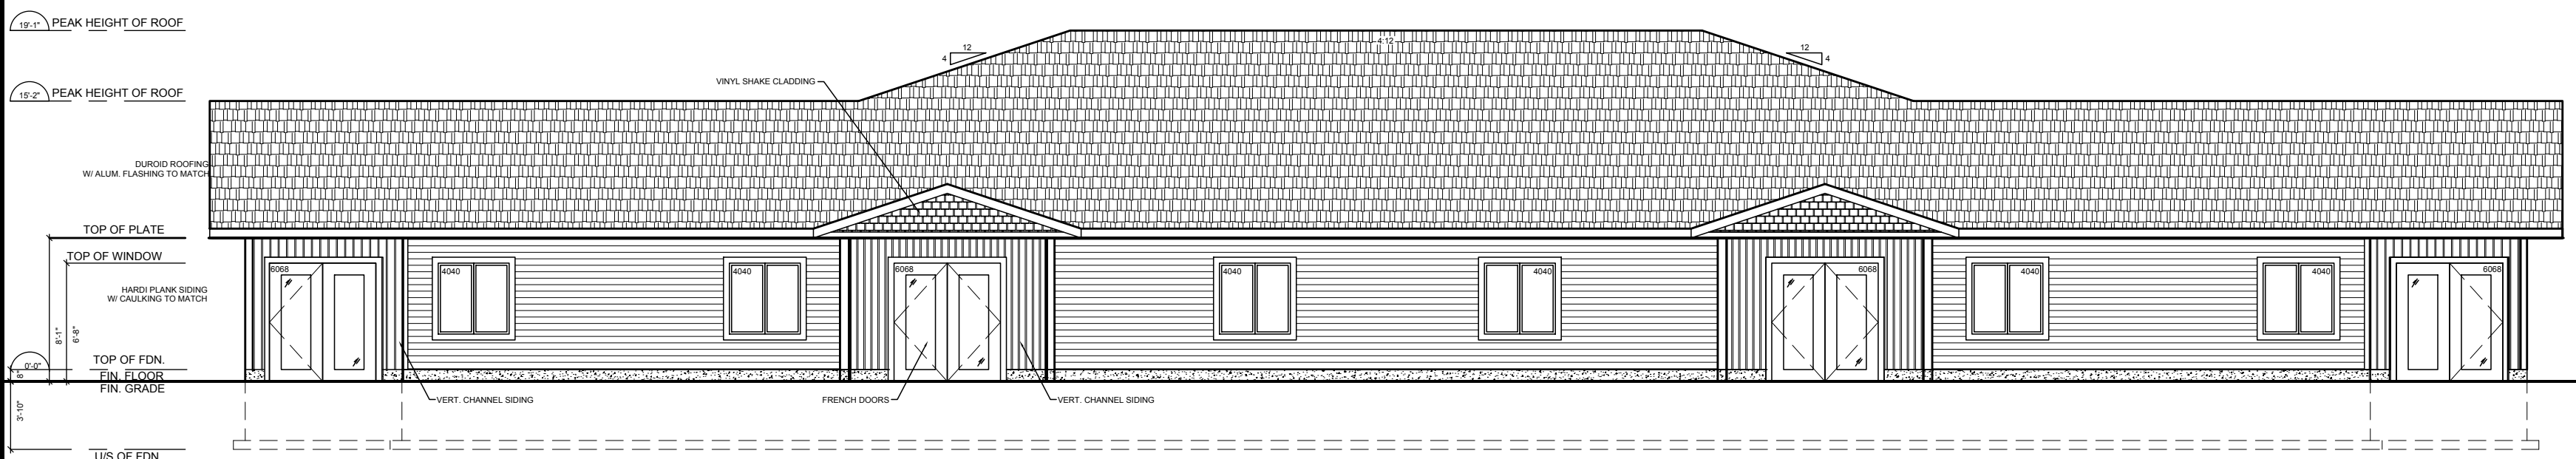 19'-1" PEAK HEIGHT OF ROOF
4:12
12
4
12
4
VINYL SHAKE CLADDING
15'-2" PEAK HEIGHT OF ROOF
DUROID ROOFING
W/ ALUM. FLASHING TO MATCH
TOP OF PLATE
TOP OF WINDOW
6068
4040
4040
6068
4040
4040
6068
4040
4040
6068
HARDI PLANK SIDING
W/ CAULKING TO MATCH
8'-1"
6'-8"
TOP OF FDN.
0'-0"
8"
FIN. FLOOR
FIN. GRADE
VERT. CHANNEL SIDING
FRENCH DOORS
VERT. CHANNEL SIDING
3'-10"
U/S OF FDN.